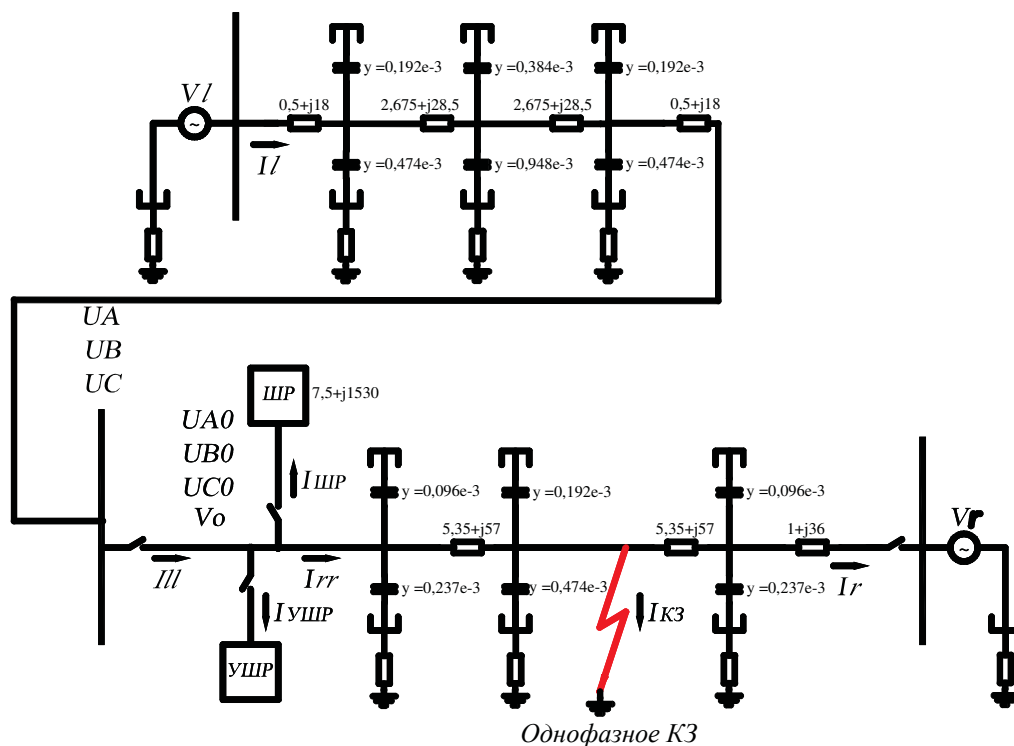 y =0,192e-3 y =0,384e-3 y =0,192e-3
Vl
0,5+j18 2,675+j28,5 2,675+j28,5 0,5+j18
~
Il
y =0,474e-3 y =0,948e-3 y =0,474e-3
UA
UB
UC
ШР 7,5+j1530
UA0
UB0
UC0
Vo
I ШР
y =0,096e-3 y =0,192e-3 y =0,096e-3
5,35+j57 5,35+j57 1+j36
Vr
~
Ill Irr Ir
y =0,237e-3 y =0,474e-3 y =0,237e-3
I УШР I КЗ
УШР
Однофазное КЗ